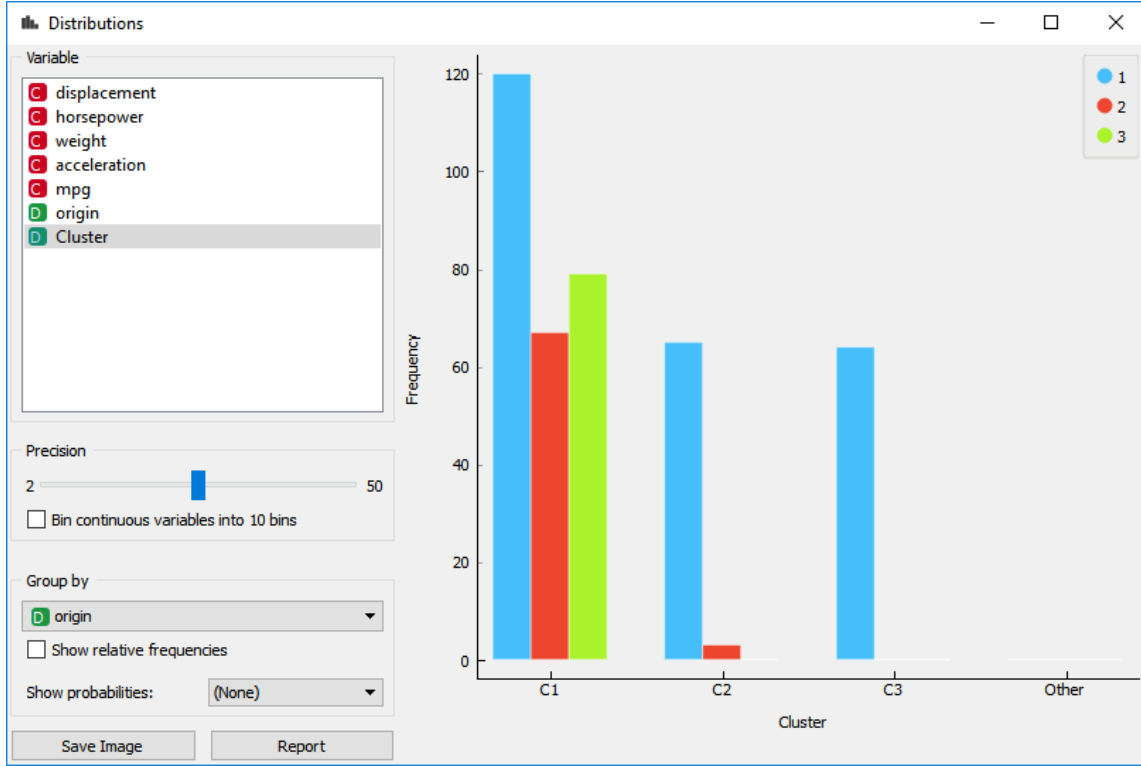 Distributions
Variable
C displacement
C horsepower
C weight
C acceleration
C mpg
D origin
D Cluster
Precision
2 50
Bin continuous variables into 10 bins
Group by
D origin
Show relative frequencies
Show probabilities: (None)
Save Image Report
120
100
80
60
40
20
0
Frequency
C1 C2 C3 Other
Cluster
1
2
3